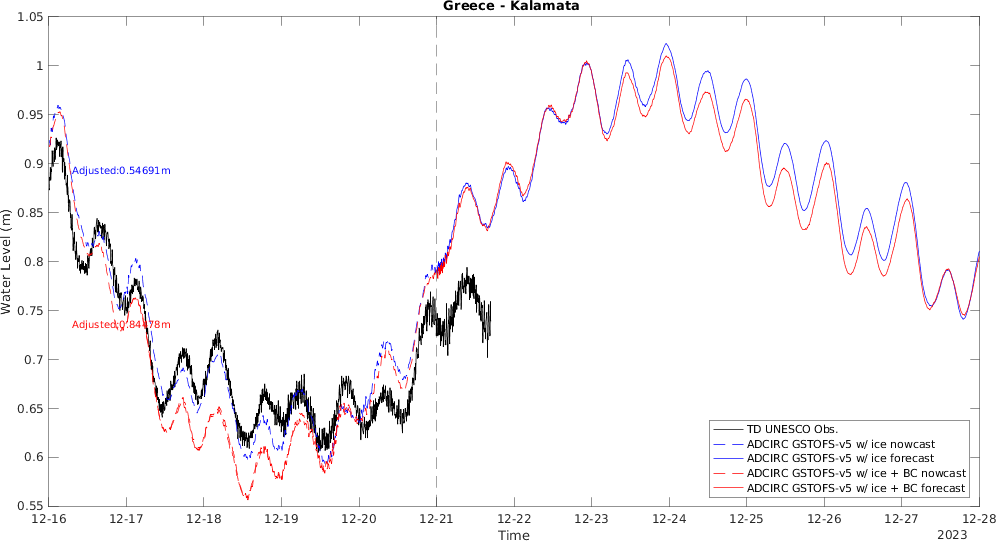 Greece - Kalamata
1.05
1
0.95
0.9
0.85
0.8
0.75
0.7
0.65
0.6
0.55
Water Level (m)
Adjusted:0.54691m
Adjusted:0.84478m
TD UNESCO Obs.
ADCIRC GSTOFS-v5 w/ ice nowcast
ADCIRC GSTOFS-v5 w/ ice forecast
ADCIRC GSTOFS-v5 w/ ice + BC nowcast
ADCIRC GSTOFS-v5 w/ ice + BC forecast
12-16 12-17 12-18 12-19 12-20 12-21 12-22 12-23 12-24 12-25 12-26 12-27 12-28
Time
2023